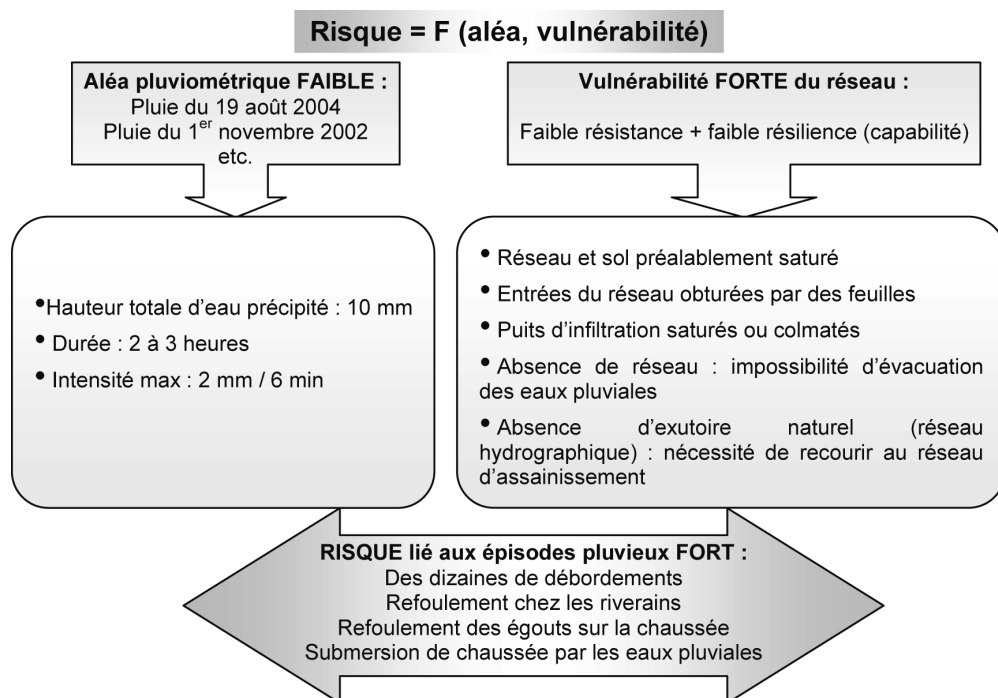 Risque = F (aléa, vulnérabilité)
Aléa pluviométrique FAIBLE :
Pluie du 19 août 2004
Pluie du 1er novembre 2002
etc.
Vulnérabilité FORTE du réseau :
Faible résistance + faible résilience (capabilité)
•Hauteur totale d'eau précipité : 10 mm
• Durée : 2 à 3 heures
• Intensité max : 2 mm / 6 min
• Réseau et sol préalablement saturé
• Entrées du réseau obturées par des feuilles
• Puits d'infiltration saturés ou colmatés
• Absence de réseau : impossibilité d'évacuation
des eaux pluviales
• Absence d'exutoire naturel (réseau
hydrographique) : nécessité de recourir au réseau
d'assainissement
RISQUE lié aux épisodes pluvieux FORT :
Des dizaines de débordements
Refoulement chez les riverains
Refoulement des égouts sur la chaussée
Submersion de chaussée par les eaux pluviales